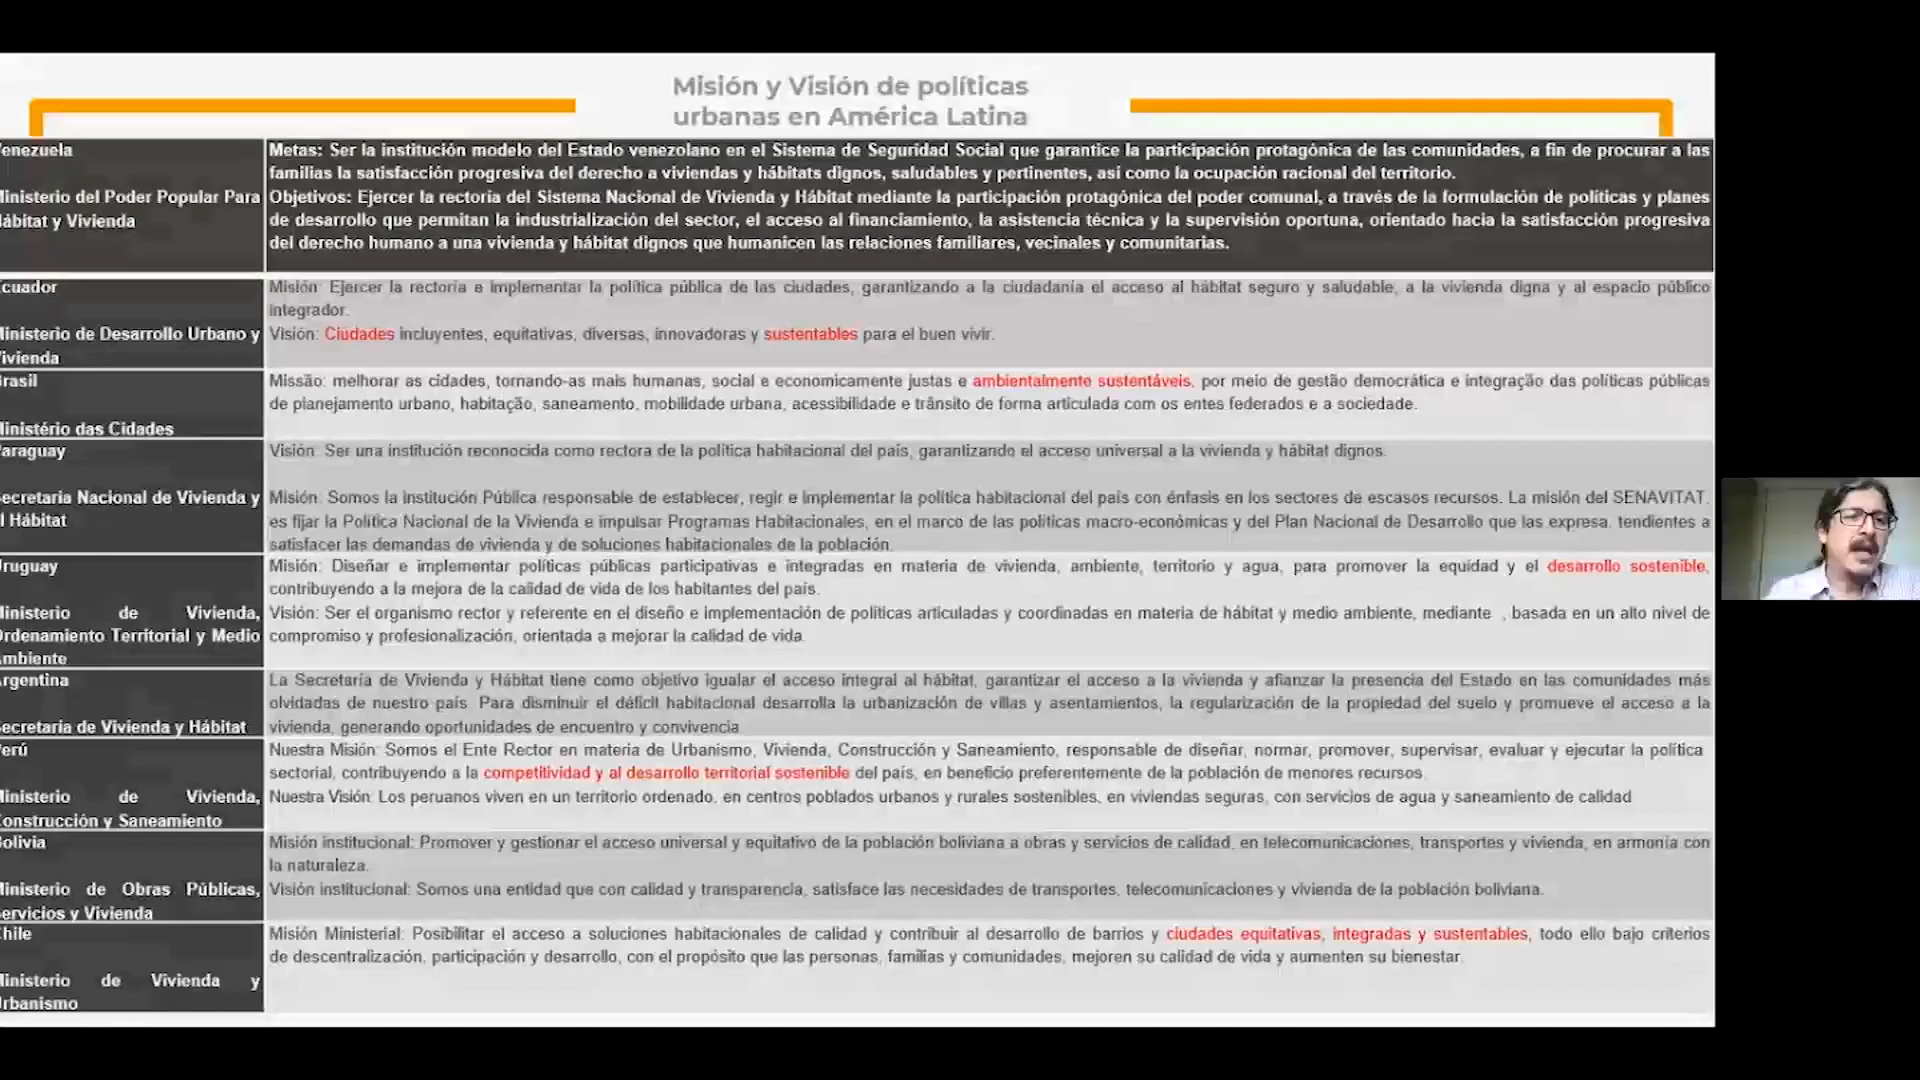 Misión y Visión de políticas
urbanas en América Latina
enezuela
Metas: Ser la institución modelo del Estado venezolano en el Sistema de Seguridad Social que garantice la participación protagónica de las comunidades, a fin de procurar a las
familias la satisfacción progresiva del derecho a viviendas y hábitats dignos, saludables y pertinentes, así como la ocupación racional del territorio.
inisterio del Poder Popular Para
ábitat y Vivienda
Objetivos: Ejercer la rectoría del Sistema Nacional de Vivienda y Hábitat mediante la participación protagónica del poder comunal, a través de la formulación de políticas y planes
de desarrollo que permitan la industrialización del sector, el acceso al financiamiento, la asistencia técnica y la supervisión oportuna, orientado hacia la satisfacción progresiva
del derecho humano a una vivienda y hábitat dignos que humanicen las relaciones familiares, vecinales y comunitarias.
cuador
inisterio de Desarrollo Urbano y
ivienda
Misión: Ejercer la rectoría e implementar la política pública de las ciudades, garantizando a la ciudadanía el acceso al hábitat seguro y saludable, a la vivienda digna y al espacio público
integrador.
Visión: Ciudades incluyentes, equitativas, diversas, innovadoras y sustentables para el buen vivir.
rasil
inistério das Cidades
Missão: melhorar as cidades, tornando-as mais humanas, social e economicamente justas e ambientalmente sustentáveis, por meio de gestão democrática e integração das políticas públicas
de planejamento urbano, habitação, saneamento, mobilidade urbana, acessibilidade e trânsito de forma articulada com os entes federados e a sociedade.
araguay
ecretaría Nacional de Vivienda y
l Hábitat
Visión: Ser una institución reconocida como rectora de la política habitacional del país, garantizando el acceso universal a la vivienda y hábitat dignos.
Misión: Somos la Institución Pública responsable de establecer, regir e implementar la política habitacional del país con énfasis en los sectores de escasos recursos. La misión del SENAVITAT,
es fijar la Política Nacional de la Vivienda e impulsar Programas Habitacionales, en el marco de las políticas macro-económicas y del Plan Nacional de Desarrollo que las expresa, tendientes a
satisfacer las demandas de vivienda y de soluciones habitacionales de la población.
ruguay
inisterio de Vivienda,
rdenamiento Territorial y Medio
mbiente
Misión: Diseñar e implementar políticas públicas participativas e integradas en materia de vivienda, ambiente, territorio y agua, para promover la equidad y el desarrollo sostenible,
contribuyendo a la mejora de la calidad de vida de los habitantes del país.
Visión: Ser el organismo rector y referente en el diseño e implementación de políticas articuladas y coordinadas en materia de hábitat y medio ambiente, mediante , basada en un alto nivel de
compromiso y profesionalización, orientada a mejorar la calidad de vida.
rgentina
ecretaría de Vivienda y Hábitat
La Secretaría de Vivienda y Hábitat tiene como objetivo igualar el acceso integral al hábitat, garantizar el acceso a la vivienda y afianzar la presencia del Estado en las comunidades más
olvidadas de nuestro país. Para disminuir el déficit habitacional desarrolla la urbanización de villas y asentamientos, la regularización de la propiedad del suelo y promueve el acceso a la
vivienda, generando oportunidades de encuentro y convivencia
erú
inisterio de Vivienda,
onstrucción y Saneamiento
Nuestra Misión: Somos el Ente Rector en materia de Urbanismo, Vivienda, Construcción y Saneamiento, responsable de diseñar, normar, promover, supervisar, evaluar y ejecutar la política
sectorial, contribuyendo a la competitividad y al desarrollo territorial sostenible del país, en beneficio preferentemente de la población de menores recursos.
Nuestra Visión: Los peruanos viven en un territorio ordenado, en centros poblados urbanos y rurales sostenibles, en viviendas seguras, con servicios de agua y saneamiento de calidad
olivia
inisterio de Obras Públicas,
ervicios y Vivienda
Misión institucional: Promover y gestionar el acceso universal y equitativo de la población boliviana a obras y servicios de calidad, en telecomunicaciones, transportes y vivienda, en armonía con
la naturaleza.
Visión institucional: Somos una entidad que con calidad y transparencia, satisface las necesidades de transportes, telecomunicaciones y vivienda de la población boliviana.
hile
inisterio de Vivienda y
rbanismo
Misión Ministerial: Posibilitar el acceso a soluciones habitacionales de calidad y contribuir al desarrollo de barrios y ciudades equitativas, integradas y sustentables, todo ello bajo criterios
de descentralización, participación y desarrollo, con el propósito que las personas, familias y comunidades, mejoren su calidad de vida y aumenten su bienestar.